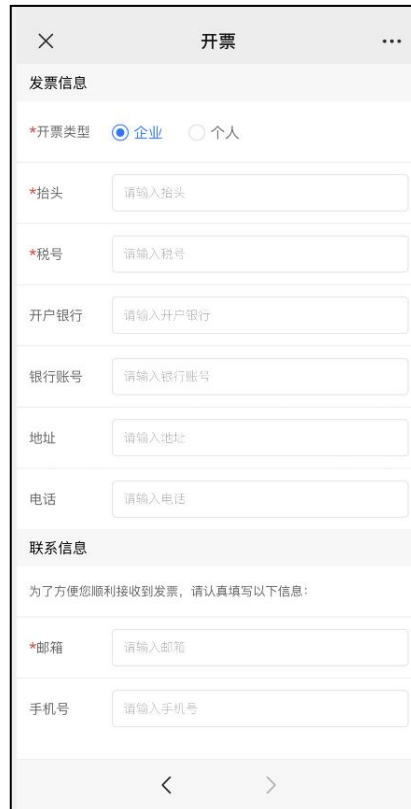 开票
发票信息
*开票类型 企业 个人
*抬头 请输入抬头
*税号 请输入税号
开户银行 请输入开户银行
银行账号 请输入银行账号
地址 请输入地址
电话 请输入电话
联系信息
为了方便您顺利接收到发票，请认真填写以下信息：
*邮箱 请输入邮箱
手机号 请输入手机号